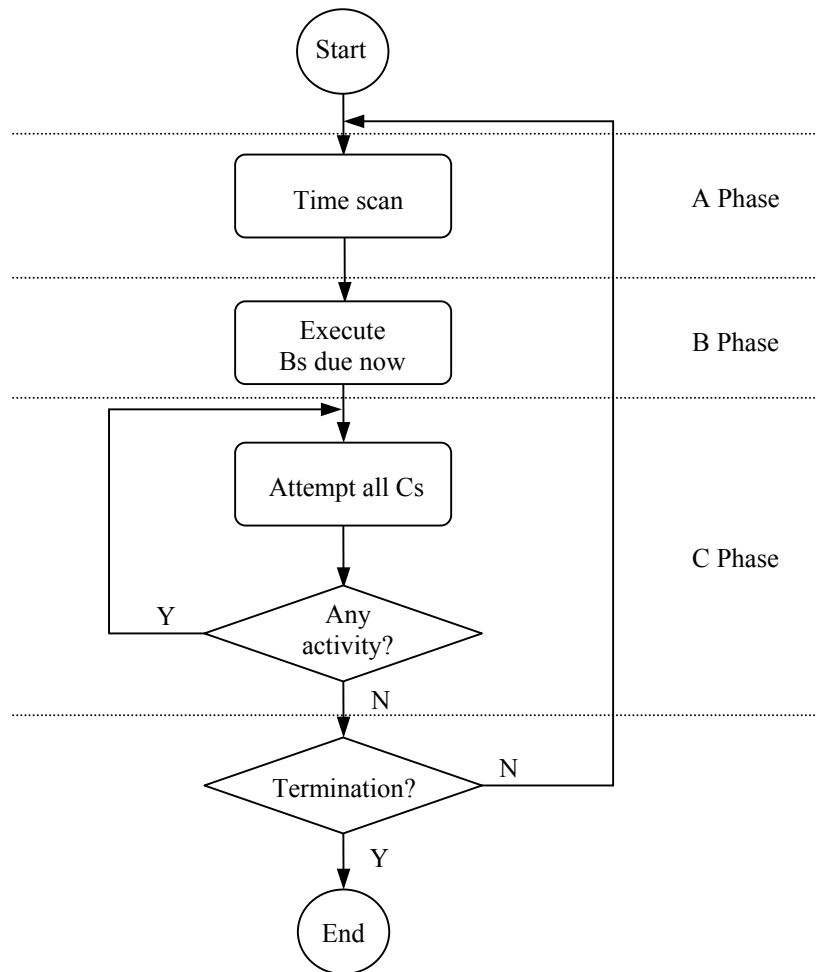 Start
Time scan
A Phase
Execute
Bs due now
B Phase
Attempt all Cs
C Phase
Y
Any
activity?
N
Termination?
N
Y
End